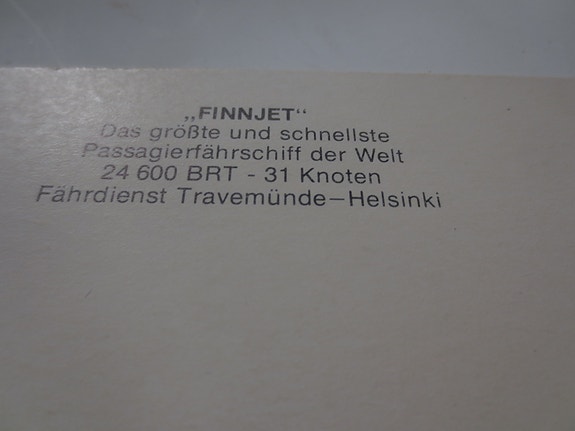 „FINNJET“
Das größte und schnellste
Passagierfährschiff der Welt
24 600 BRT - 31 Knoten
Fährdienst Travemünde–Helsinki